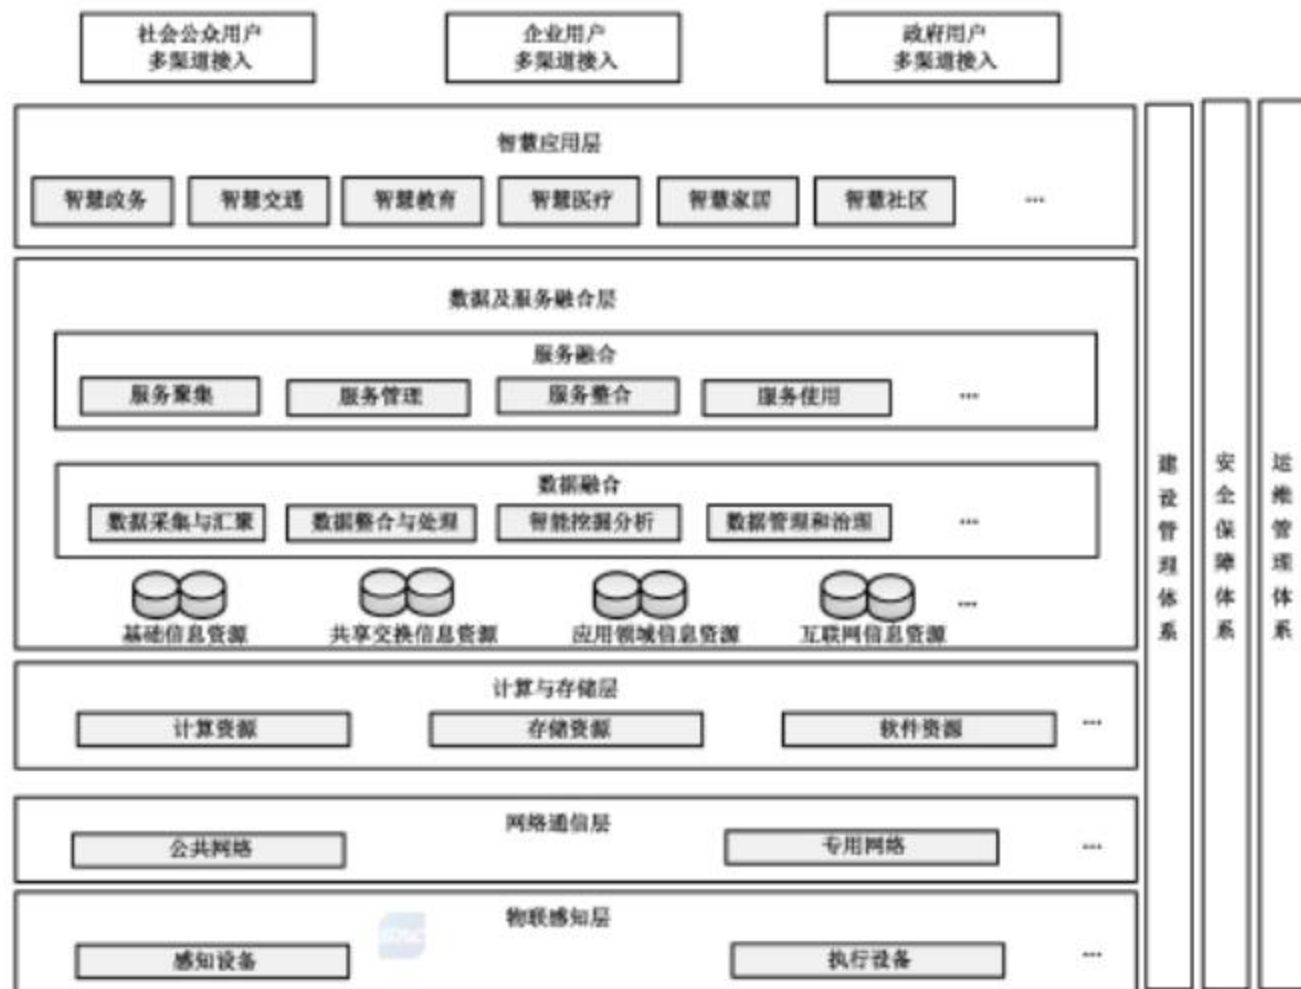 社会公众用户
多渠道接入
企业用户
多渠道接入
政府用户
多渠道接入
智慧应用层
智慧政务 智慧交通 智慧教育 智慧医疗 智慧家居 智慧社区 ...
数据及服务融合层
服务融合
服务聚集 服务管理 服务整合 服务使用 ...
数据融合
数据采集与汇聚 数据整合与处理 智能挖掘分析 数据管理和治理 ...
基础信息资源 共享交换信息资源 应用领域信息资源 互联网信息资源 ...
计算与存储层
计算资源 存储资源 软件资源 ...
网络通信层
公共网络 专用网络 ...
物联感知层
感知设备 执行设备 ...
建设管理体系
安全保障体系
运维管理体系